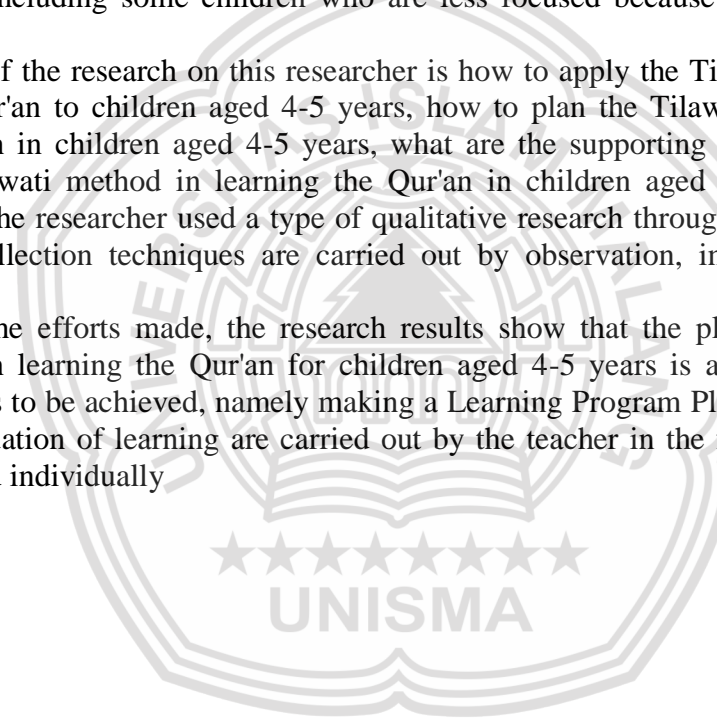 including some children who are less focused because
f the research on this researcher is how to apply the Ti
r'an to children aged 4-5 years, how to plan the Tilaw
n in children aged 4-5 years, what are the supporting
wati method in learning the Qur'an in children aged
he researcher used a type of qualitative research throug
llection techniques are carried out by observation, in
he efforts made, the research results show that the pl
n learning the Qur'an for children aged 4-5 years is a
s to be achieved, namely making a Learning Program Pl
uation of learning are carried out by the teacher in the
individually
UNIVERSITAS ISLAM MALANG
UNISMA